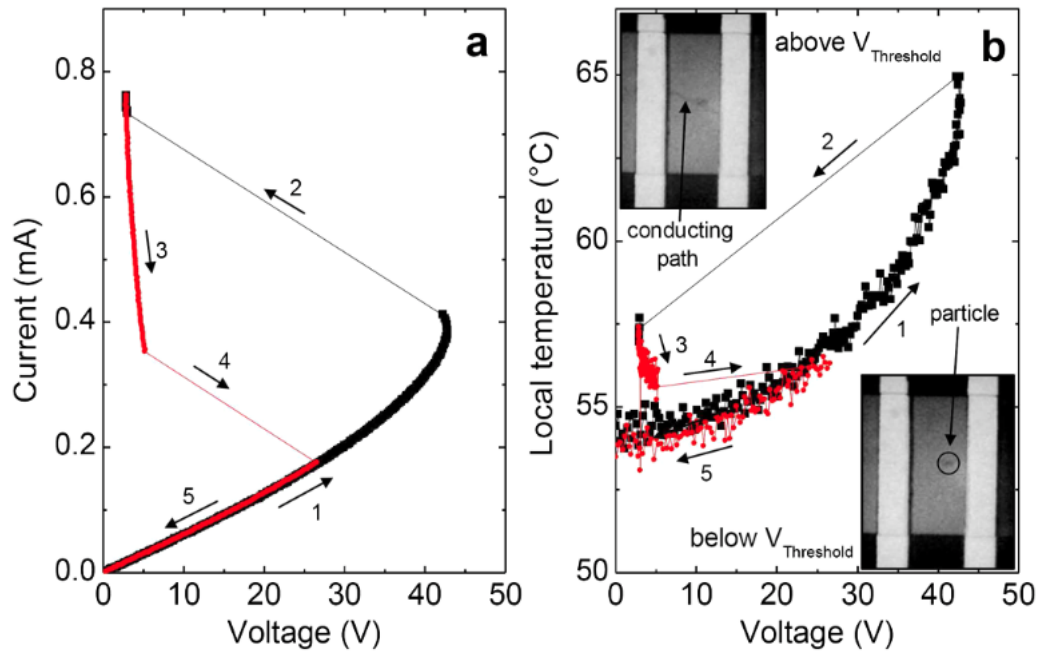 a
Current (mA)
0.8
0.6
0.4
0.2
0.0
0
10
20
30
40
50
Voltage (V)
1
2
3
4
5
b
Local temperature (°C)
65
60
55
50
0
10
20
30
40
50
Voltage (V)
above V Threshold
conducting
path
particle
below V Threshold
1
2
3
4
5